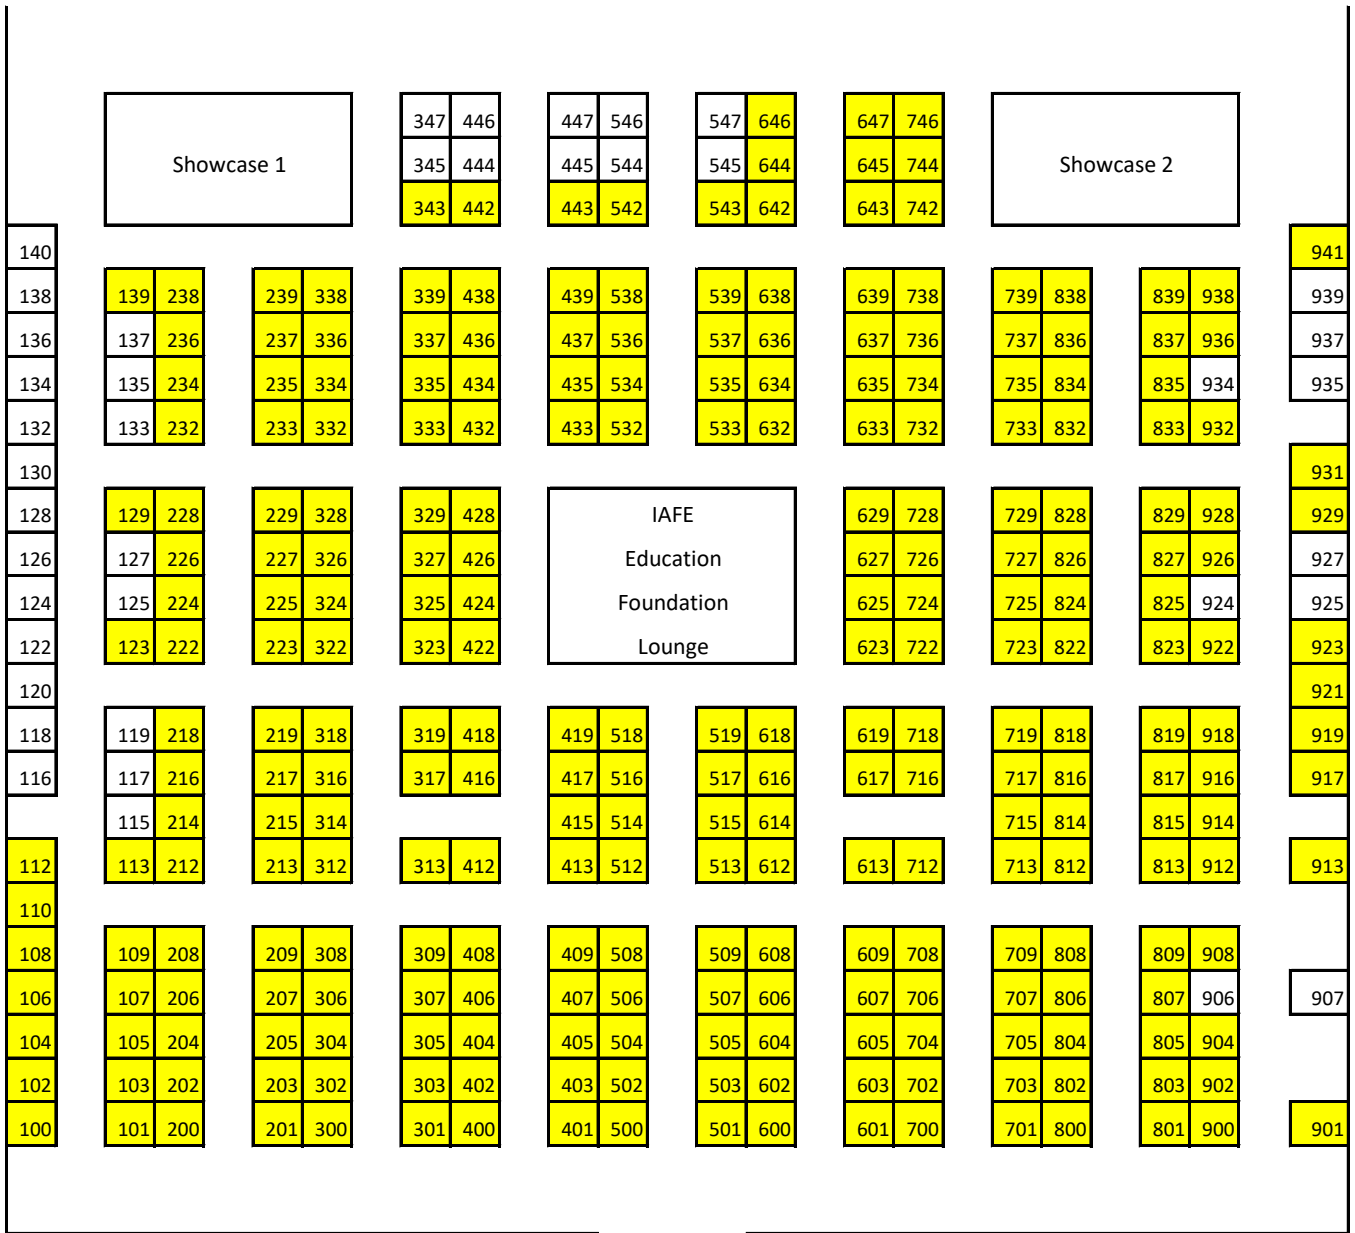 347 446 447 546 547 646 647 746
Showcase 1 345 444 445 544 545 644 645 744 Showcase 2
343 442 443 542 543 642 643 742
140 941
138 139 238 239 338 339 438 439 538 539 638 639 738 739 838 839 938 939
136 137 236 237 336 337 436 437 536 537 636 637 736 737 836 837 936 937
134 135 234 235 334 335 434 435 534 535 634 635 734 735 834 835 934 935
132 133 232 233 332 333 432 433 532 533 632 633 732 733 832 833 932
130 931
128 129 228 229 328 329 428 IAFE 629 728 729 828 829 928 929
126 127 226 227 326 327 426 Education 627 726 727 826 827 926 927
124 125 224 225 324 325 424 Foundation 625 724 725 824 825 924 925
122 123 222 223 322 323 422 Lounge 623 722 723 822 823 922 923
120 921
118 119 218 219 318 319 418 419 518 519 618 619 718 719 818 819 918 919
116 117 216 217 316 317 416 417 516 517 616 617 716 717 816 817 916 917
115 214 215 314 415 514 515 614 715 814 815 914
112 113 212 213 312 313 412 413 512 513 612 613 712 713 812 813 912 913
110
108 109 208 209 308 309 408 409 508 509 608 609 708 709 808 809 908
106 107 206 207 306 307 406 407 506 507 606 607 706 707 806 807 906 907
104 105 204 205 304 305 404 405 504 505 604 605 704 705 804 805 904
102 103 202 203 302 303 402 403 502 503 602 603 702 703 802 803 902
100 101 200 201 300 301 400 401 500 501 600 601 700 701 800 801 900 901